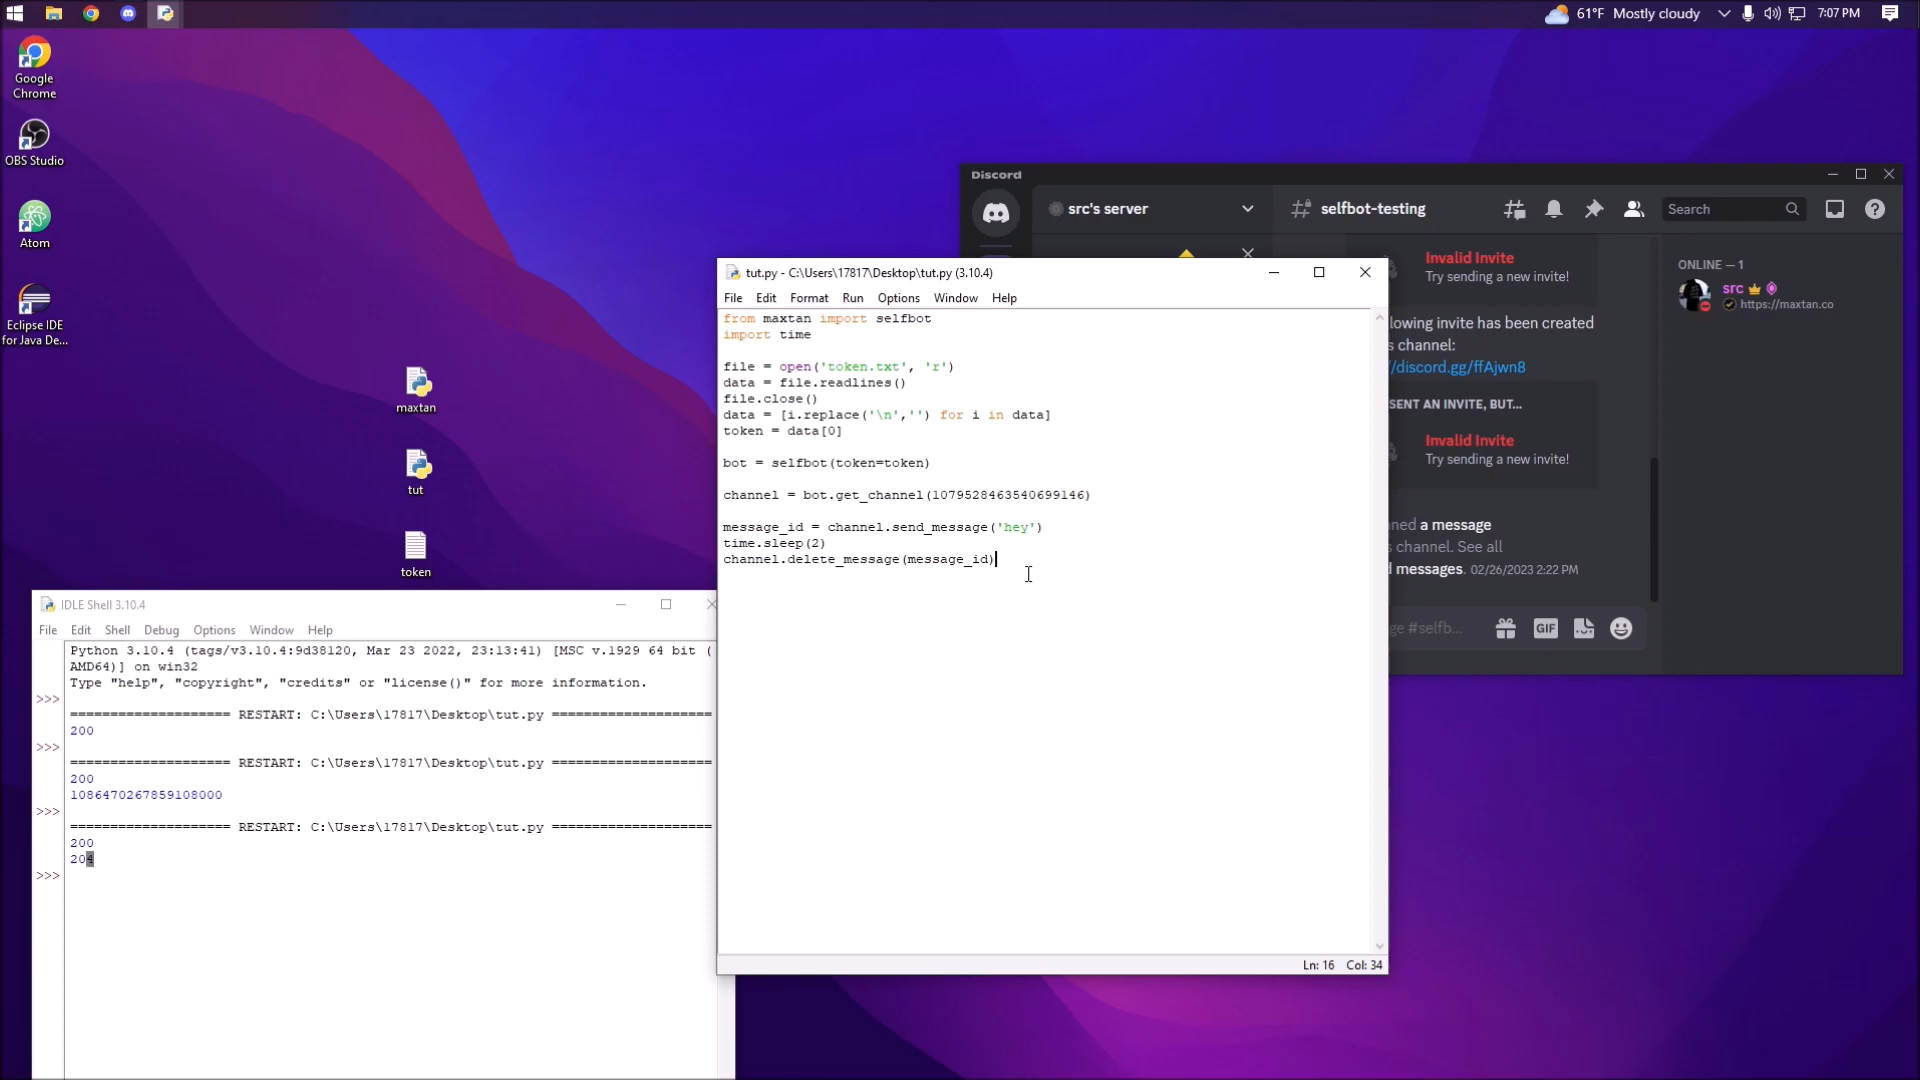 61°F Mostly cloudy
7:07 PM
Google
Chrome
OBS Studio
Atom
Eclipse IDE
for Java De...
maxtan
tut
token
Discord
src's server
selfbot-testing
Search
Invalid Invite
Try sending a new invite!
lowing invite has been created
s channel:
//discord.gg/ffAjwn8
SENT AN INVITE, BUT...
Invalid Invite
Try sending a new invite!
ned a message
s channel. See all
d messages. 02/26/2023 2:22 PM
ge #selfb...
GIF
ONLINE — 1
src
https://maxtan.co
tut.py - C:\Users\17817\Desktop\tut.py (3.10.4)
File Edit Format Run Options Window Help
from maxtan import selfbot
import time
file = open('token.txt', 'r')
data = file.readlines()
file.close()
data = [i.replace('\n','') for i in data]
token = data[0]
bot = selfbot(token=token)
channel = bot.get_channel(1079528463540699146)
message_id = channel.send_message('hey')
time.sleep(2)
channel.delete_message(message_id)
Ln: 16 Col: 34
IDLE Shell 3.10.4
File Edit Shell Debug Options Window Help
Python 3.10.4 (tags/v3.10.4:9d38120, Mar 23 2022, 23:13:41) [MSC v.1929 64 bit (
AMD64)] on win32
Type "help", "copyright", "credits" or "license()" for more information.
>>>
==================== RESTART: C:\Users\17817\Desktop\tut.py ====================
200
>>>
==================== RESTART: C:\Users\17817\Desktop\tut.py ====================
200
1086470267859108000
>>>
==================== RESTART: C:\Users\17817\Desktop\tut.py ====================
200
204
>>>